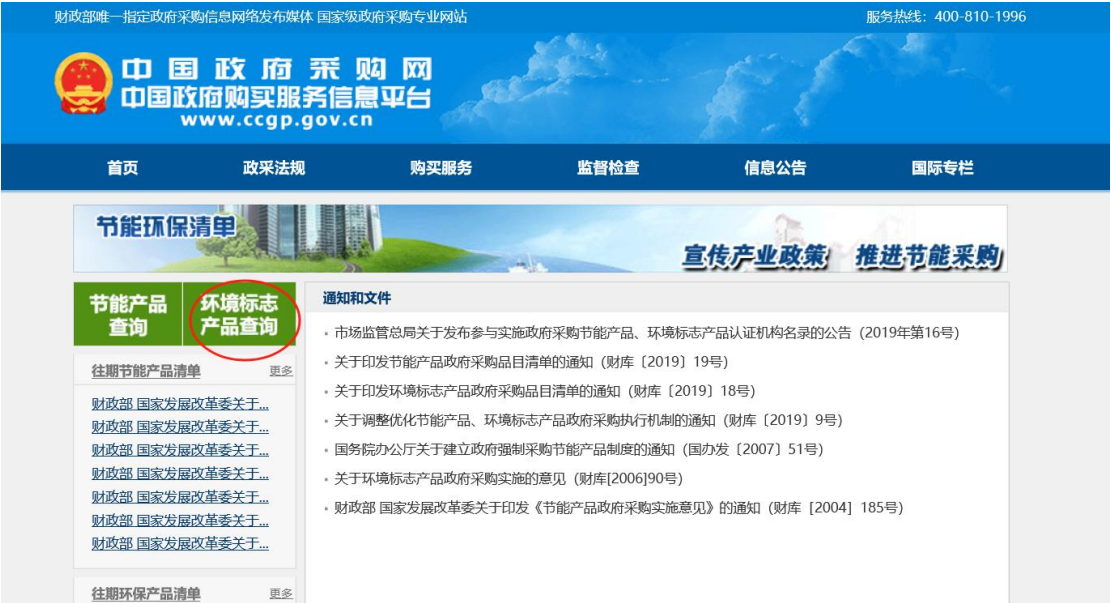 财政部唯一指定政府采购信息网络发布媒体 国家级政府采购专业网站
服务热线：400-810-1996
中国政府采购网
中国政府购买服务信息平台
www.ccgp.gov.cn
首页 政采法规 购买服务 监督检查 信息公告 国际专栏
节能环保清单
宣传产业政策 推进节能采购
节能产品
查询
环境标志
产品查询
往期节能产品清单 更多
财政部 国家发展改革委关于...
财政部 国家发展改革委关于...
财政部 国家发展改革委关于...
财政部 国家发展改革委关于...
财政部 国家发展改革委关于...
财政部 国家发展改革委关于...
财政部 国家发展改革委关于...
往期环保产品清单 更多
通知和文件
· 市场监管总局关于发布参与实施政府采购节能产品、环境标志产品认证机构名录的公告（2019年第16号）
· 关于印发节能产品政府采购品目清单的通知（财库〔2019〕19号）
· 关于印发环境标志产品政府采购品目清单的通知（财库〔2019〕18号）
· 关于调整优化节能产品、环境标志产品政府采购执行机制的通知（财库〔2019〕9号）
· 国务院办公厅关于建立政府强制采购节能产品制度的通知（国办发〔2007〕51号）
· 关于环境标志产品政府采购实施的意见（财库[2006]90号）
· 财政部 国家发展改革委关于印发《节能产品政府采购实施意见》的通知（财库 [2004] 185号）